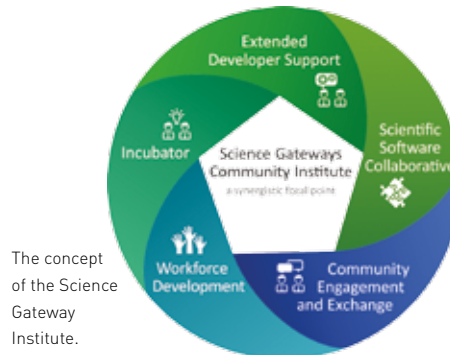 Extended
Developer Support
Incubator
Science Gateways
Community Institute
a synergistic focal point
Scientific
Software
Collaborative
Workforce
Development
Community
Engagement
and Exchange
The concept
of the Science
Gateway
Institute.